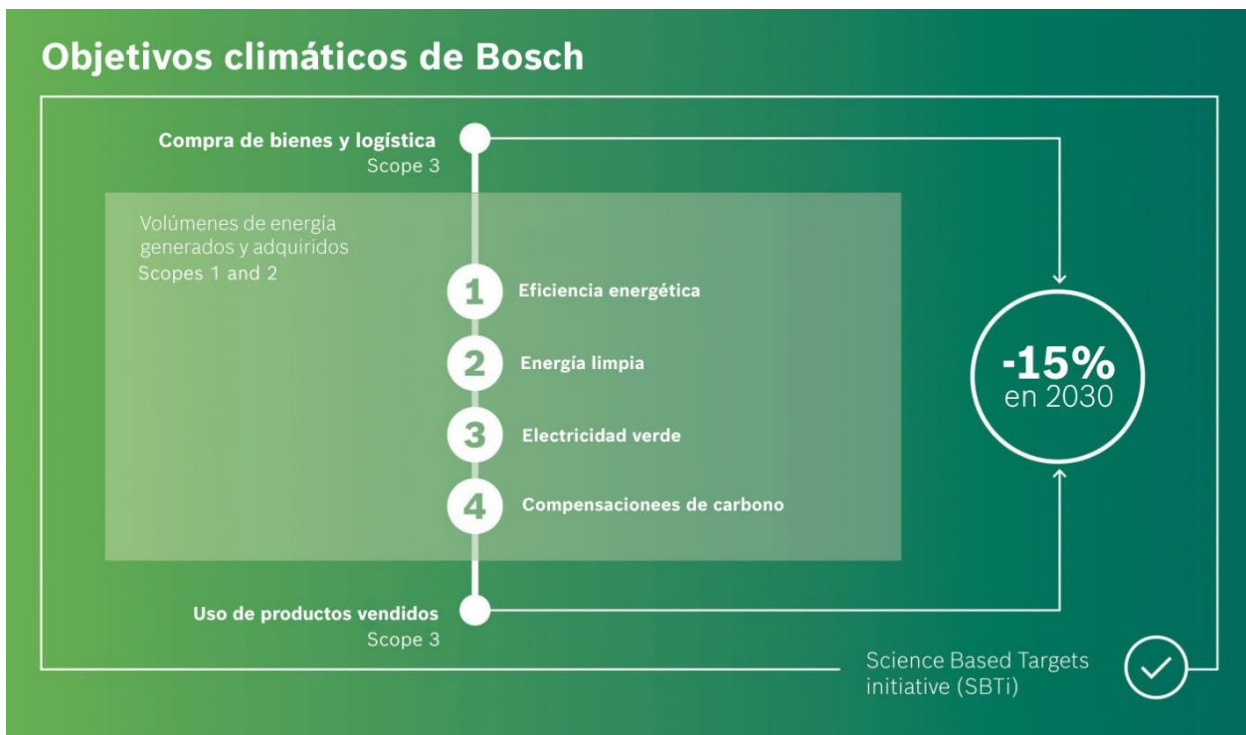 Objetivos climáticos de Bosch
Compra de bienes y logística
Scope 3
Volúmenes de energía
generados y adquiridos
Scopes 1 and 2
1 Eficiencia energética
2 Energía limpia
3 Electricidad verde
4 Compensacionees de carbono
-15%
en 2030
Uso de productos vendidos
Scope 3
Science Based Targets
initiative (SBTi)